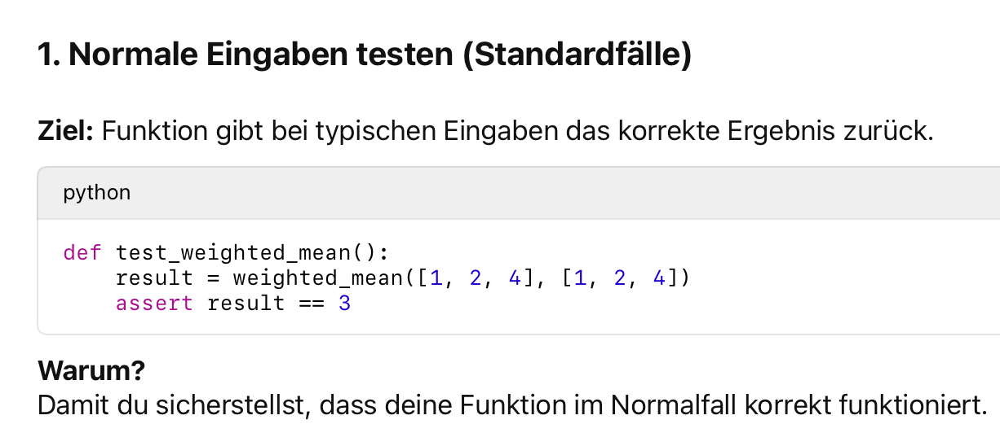 1. Normale Eingaben testen (Standardfälle)
Ziel: Funktion gibt bei typischen Eingaben das korrekte Ergebnis zurück.
python
def test_weighted_mean():
    result = weighted_mean([1, 2, 4], [1, 2, 4])
    assert result == 3
Warum?
Damit du sicherstellst, dass deine Funktion im Normalfall korrekt funktioniert.